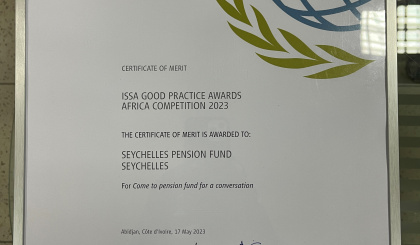 CERTIFICATE OF MERIT
ISSA GOOD PRACTICE AWARDS
AFRICA COMPETITION 2023
THE CERTIFICATE OF MERIT IS AWARDED TO:
SEYCHELLES PENSION FUND
SEYCHELLES
For Come to pension fund for a conversation
Abidjan, Côte d'Ivoire, 17 May 2023